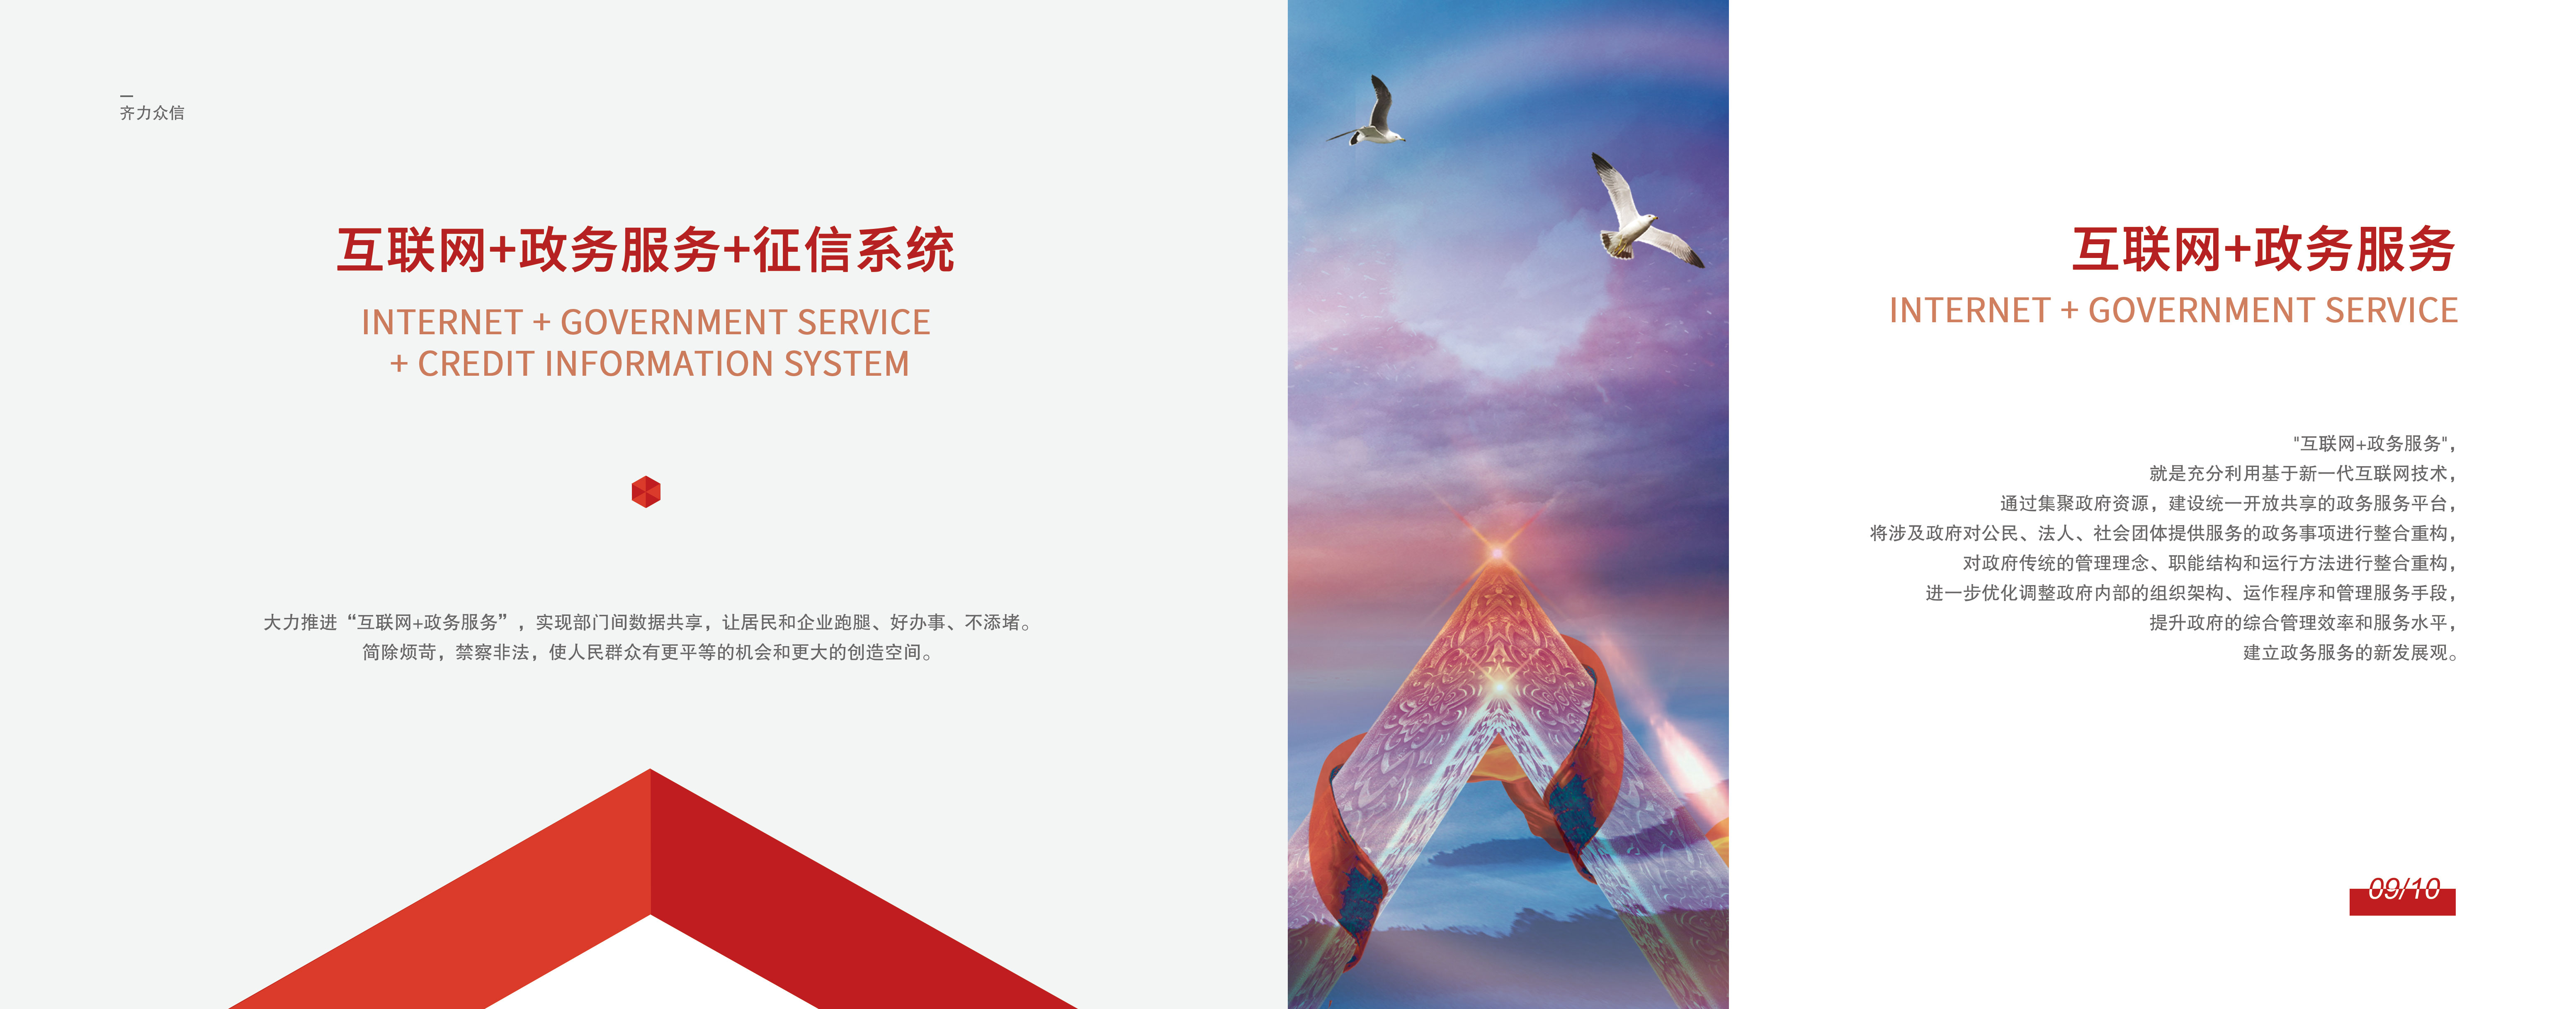 齐力众信
互联网+政务服务+征信系统
INTERNET + GOVERNMENT SERVICE
+ CREDIT INFORMATION SYSTEM
大力推进“互联网+政务服务”，实现部门间数据共享，让居民和企业跑腿、好办事、不添堵。
简除烦苛，禁察非法，使人民群众有更平等的机会和更大的创造空间。
互联网+政务服务
INTERNET + GOVERNMENT SERVICE
"互联网+政务服务"，
就是充分利用基于新一代互联网技术，
通过集聚政府资源，建设统一开放共享的政务服务平台，
将涉及政府对公民、法人、社会团体提供服务的政务事项进行整合重构，
对政府传统的管理理念、职能结构和运行方法进行整合重构，
进一步优化调整政府内部的组织架构、运作程序和管理服务手段，
提升政府的综合管理效率和服务水平，
建立政务服务的新发展观。
09/10